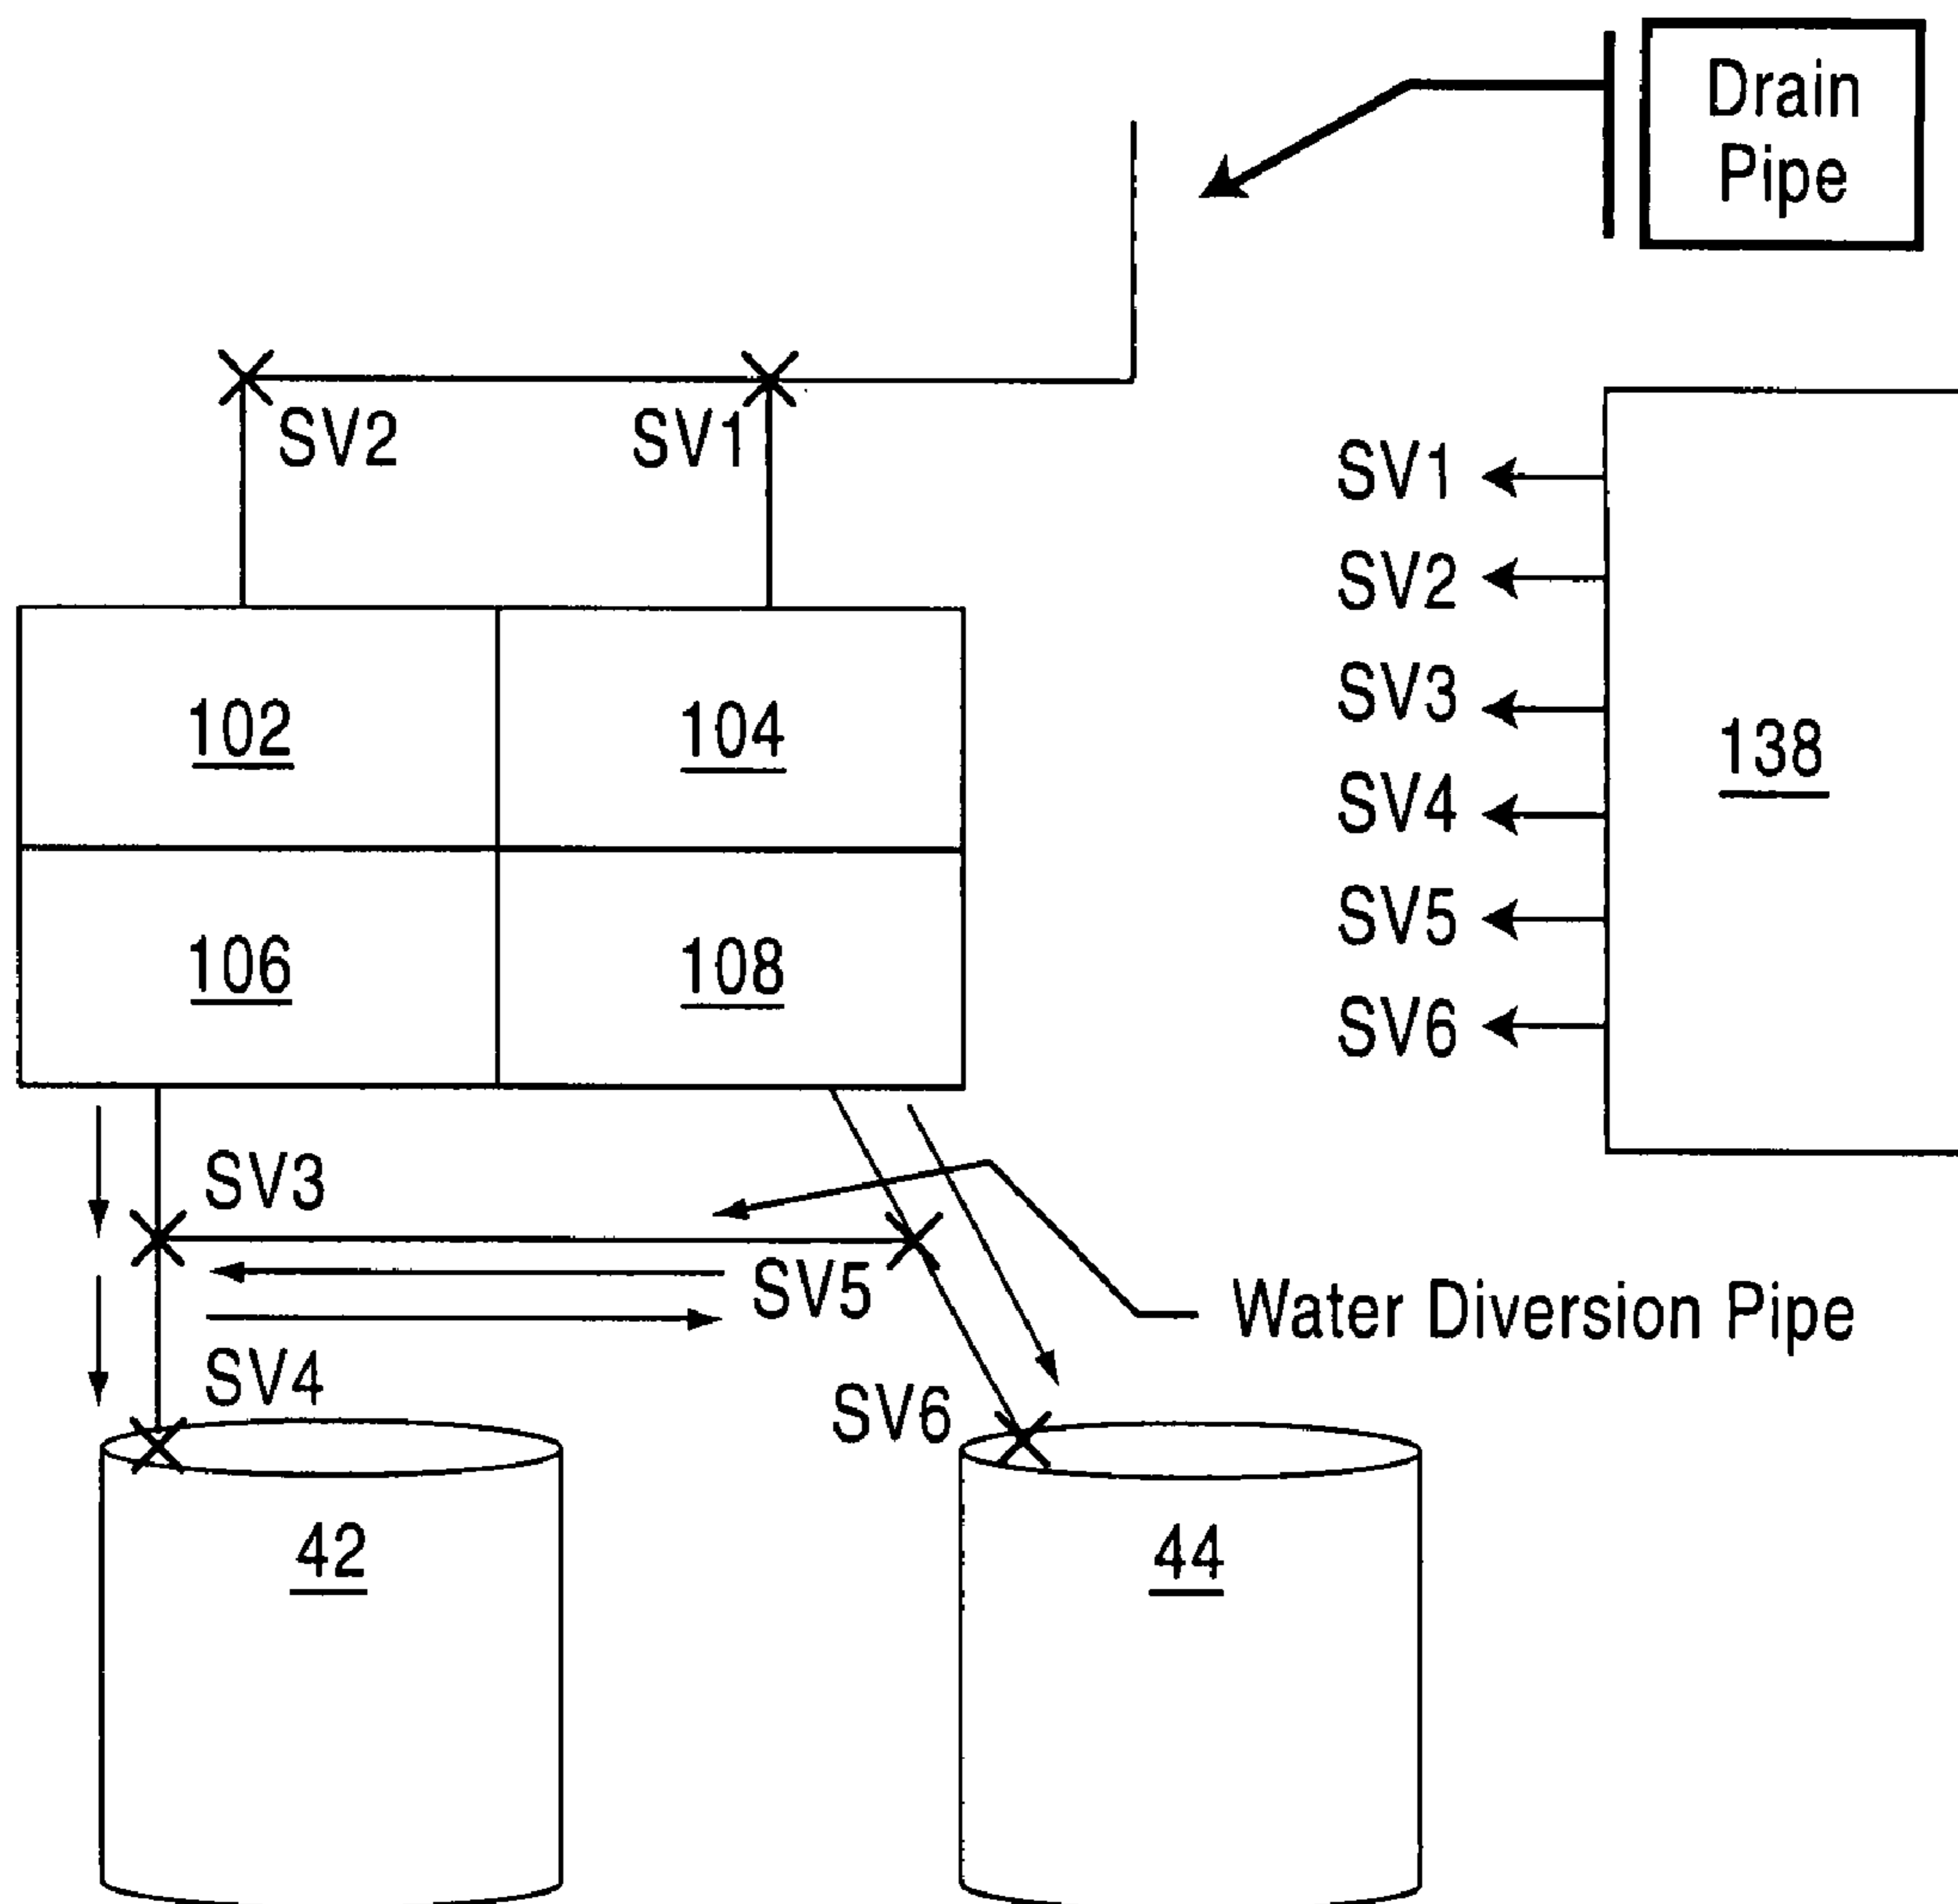 Drain
Pipe
SV2
SV1
SV1
SV2
SV3
SV4
SV5
SV6
102
104
138
106
108
SV3
SV5
Water Diversion Pipe
SV4
SV6
42
44